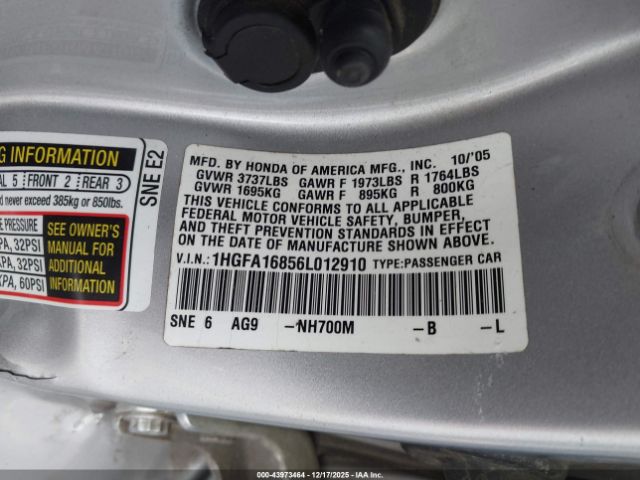 G INFORMATION
AL 5 FRONT 2 REAR 3
d never exceed 385kg or 850lbs.
PRESSURE
PA, 32PSI
PA, 32PSI
PA, 60PSI
SEE OWNER'S
MANUAL FOR
ADDITIONAL
INFORMATION
SNE E2
MFD. BY HONDA OF AMERICA MFG., INC. 10/'05
GVWR 3737LBS GAWR F 1973LBS R 1764LBS
GVWR 1695KG GAWR F 895KG R 800KG
THIS VEHICLE CONFORMS TO ALL APPLICABLE
FEDERAL MOTOR VEHICLE SAFETY, BUMPER,
AND THEFT PREVENTION STANDARDS IN EFFECT
ON THE DATE OF MANUFACTURE SHOWN ABOVE.
V.I.N.:1HGFA16856L012910 TYPE:PASSENGER CAR
SNE 6 AG9 -NH700M -B -L
000-43973464 - 12/17/2025 - IAA Inc.